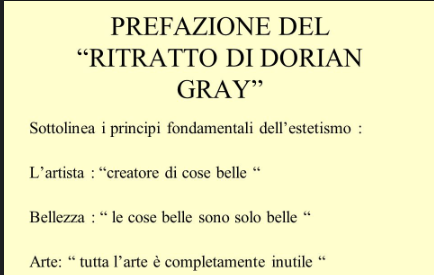 PREFAZIONE DEL
“RITRATTO DI DORIAN
GRAY”
Sottolinea i principi fondamentali dell’estetismo :
L’artista : “creatore di cose belle “
Bellezza : “ le cose belle sono solo belle “
Arte: “ tutta l’arte è completamente inutile “